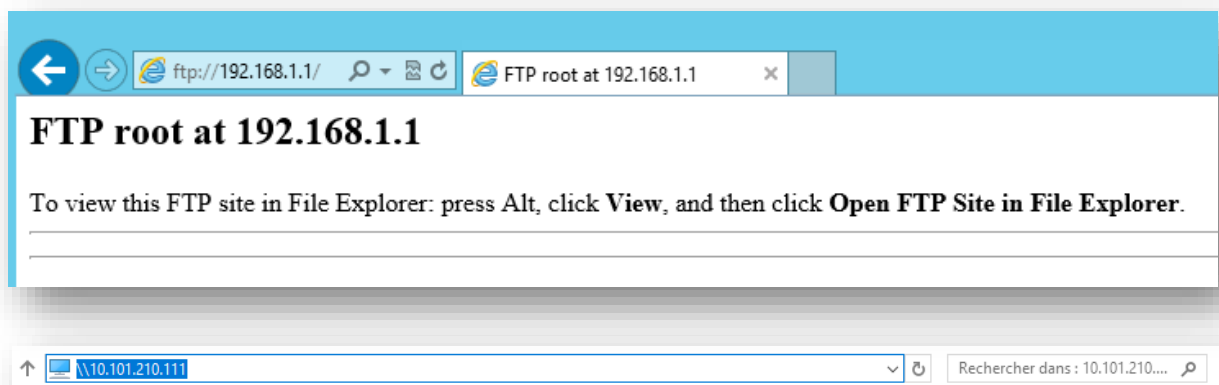 ftp://192.168.1.1/
FTP root at 192.168.1.1
FTP root at 192.168.1.1
To view this FTP site in File Explorer: press Alt, click View, and then click Open FTP Site in File Explorer.
\\10.101.210.111
Rechercher dans : 10.101.210....